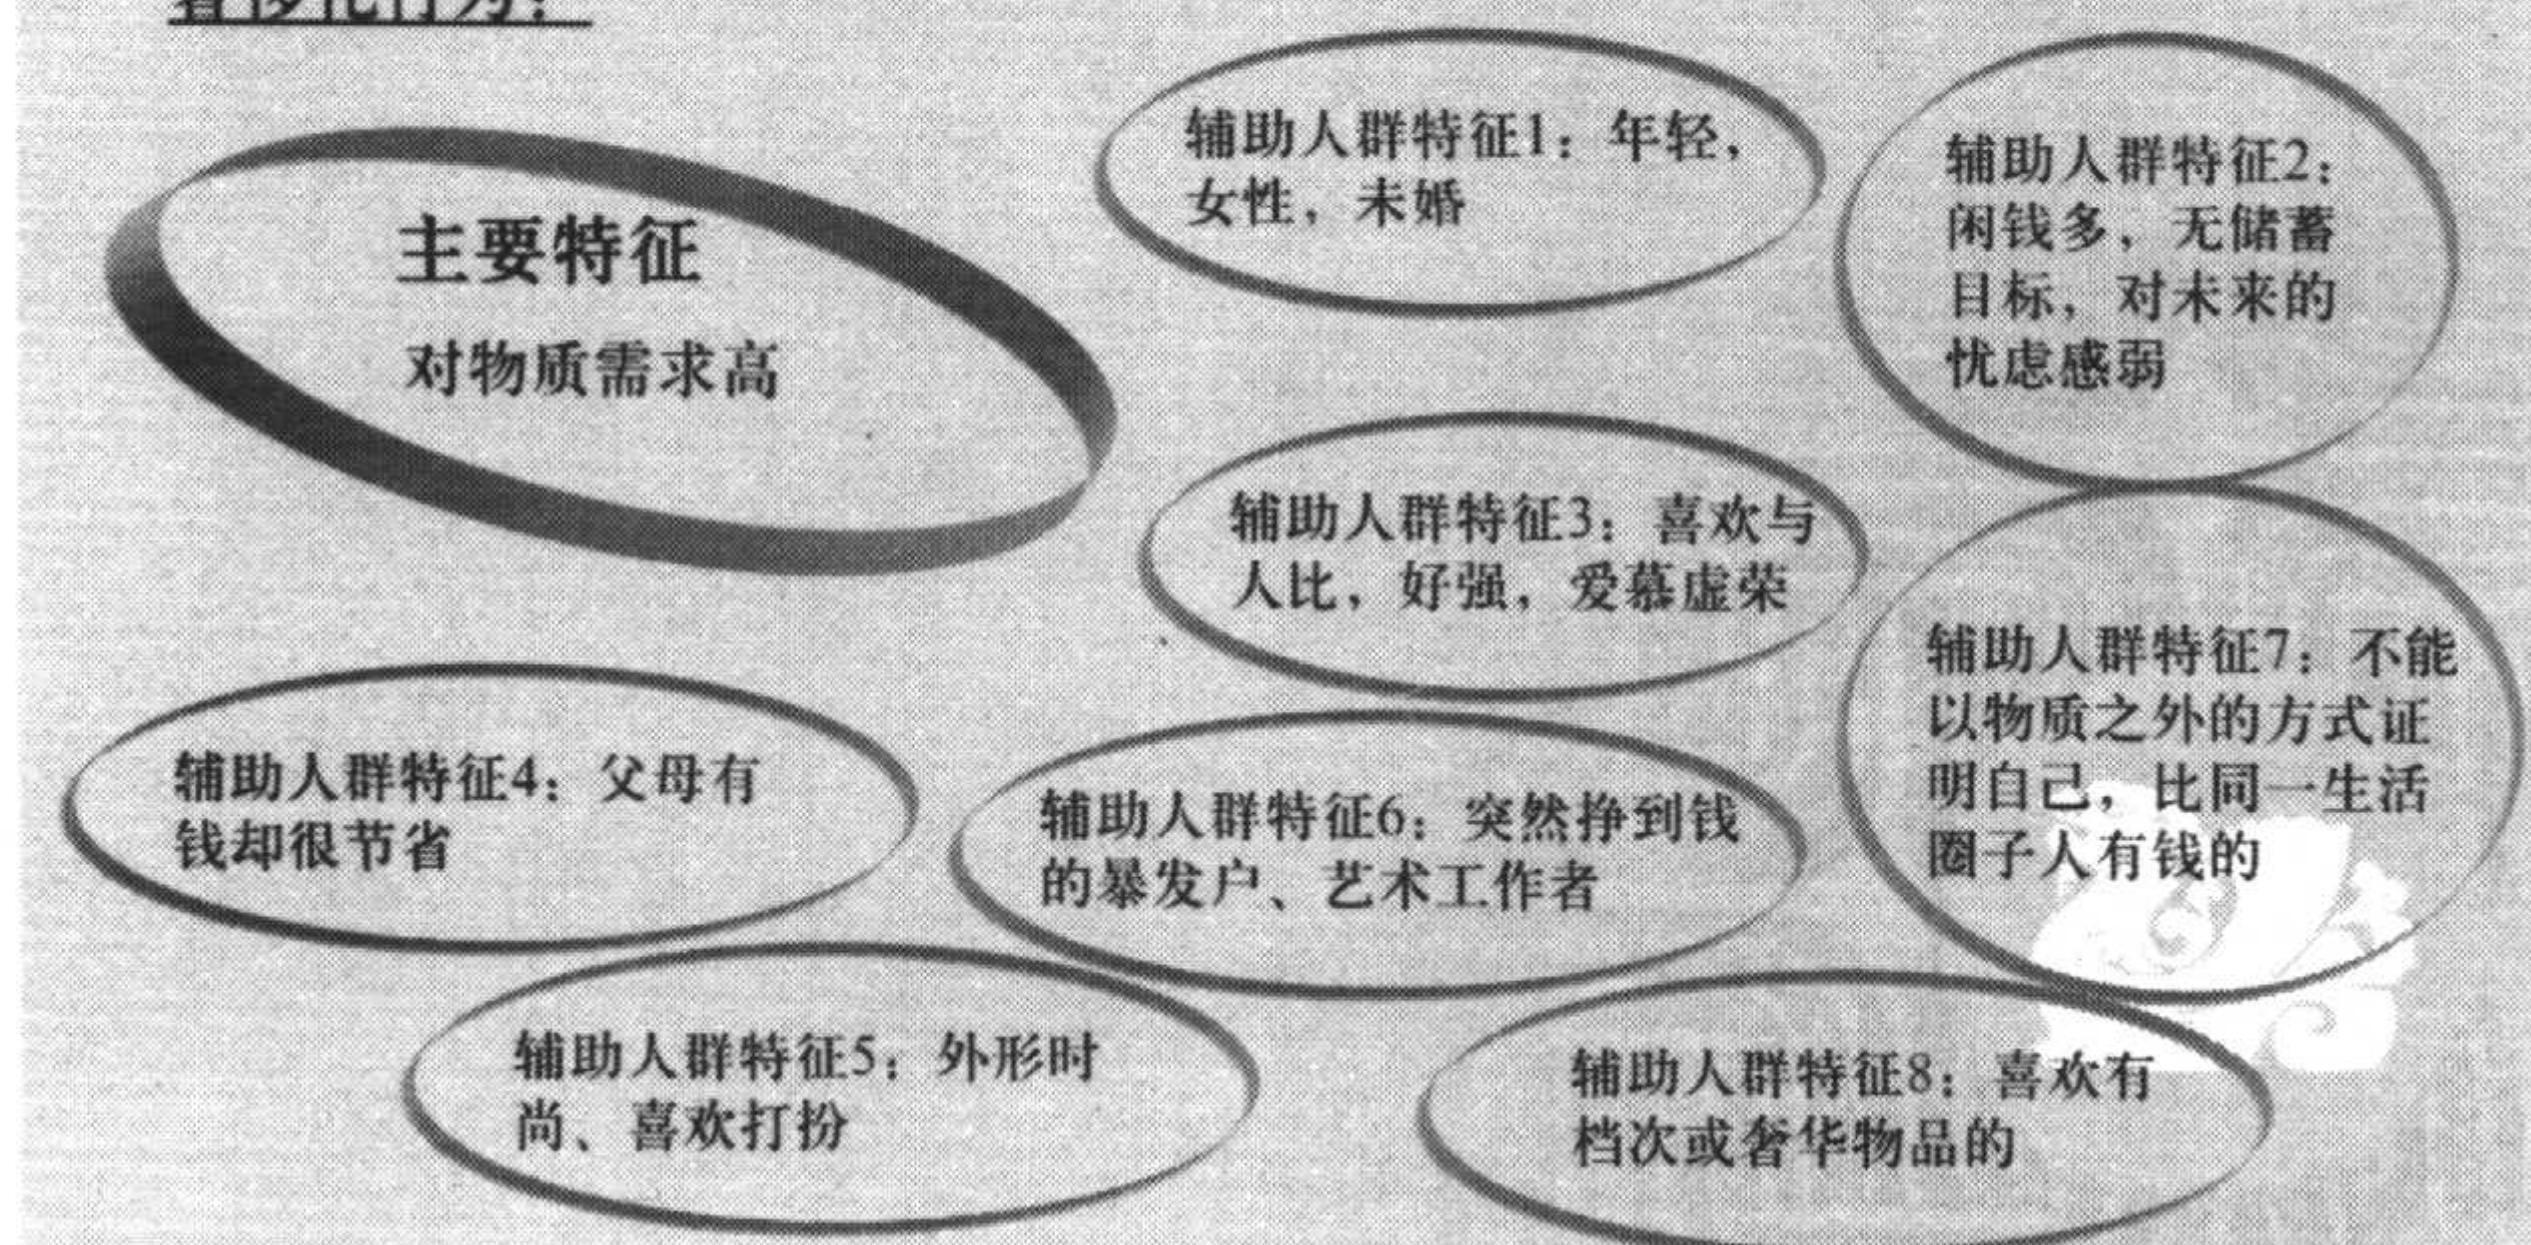 主要特征
对物质需求高
辅助人群特征1：年轻，
女性，未婚
辅助人群特征2：
闲钱多，无储蓄
目标，对未来的
忧虑感弱
辅助人群特征3：喜欢与
人比，好强，爱慕虚荣
辅助人群特征4：父母有
钱却很节省
辅助人群特征6：突然挣到钱
的暴发户、艺术工作者
辅助人群特征7：不能
以物质之外的方式证
明自己，比同一生活
圈子人有钱的
辅助人群特征5：外形时
尚、喜欢打扮
辅助人群特征8：喜欢有
档次或奢华物品的